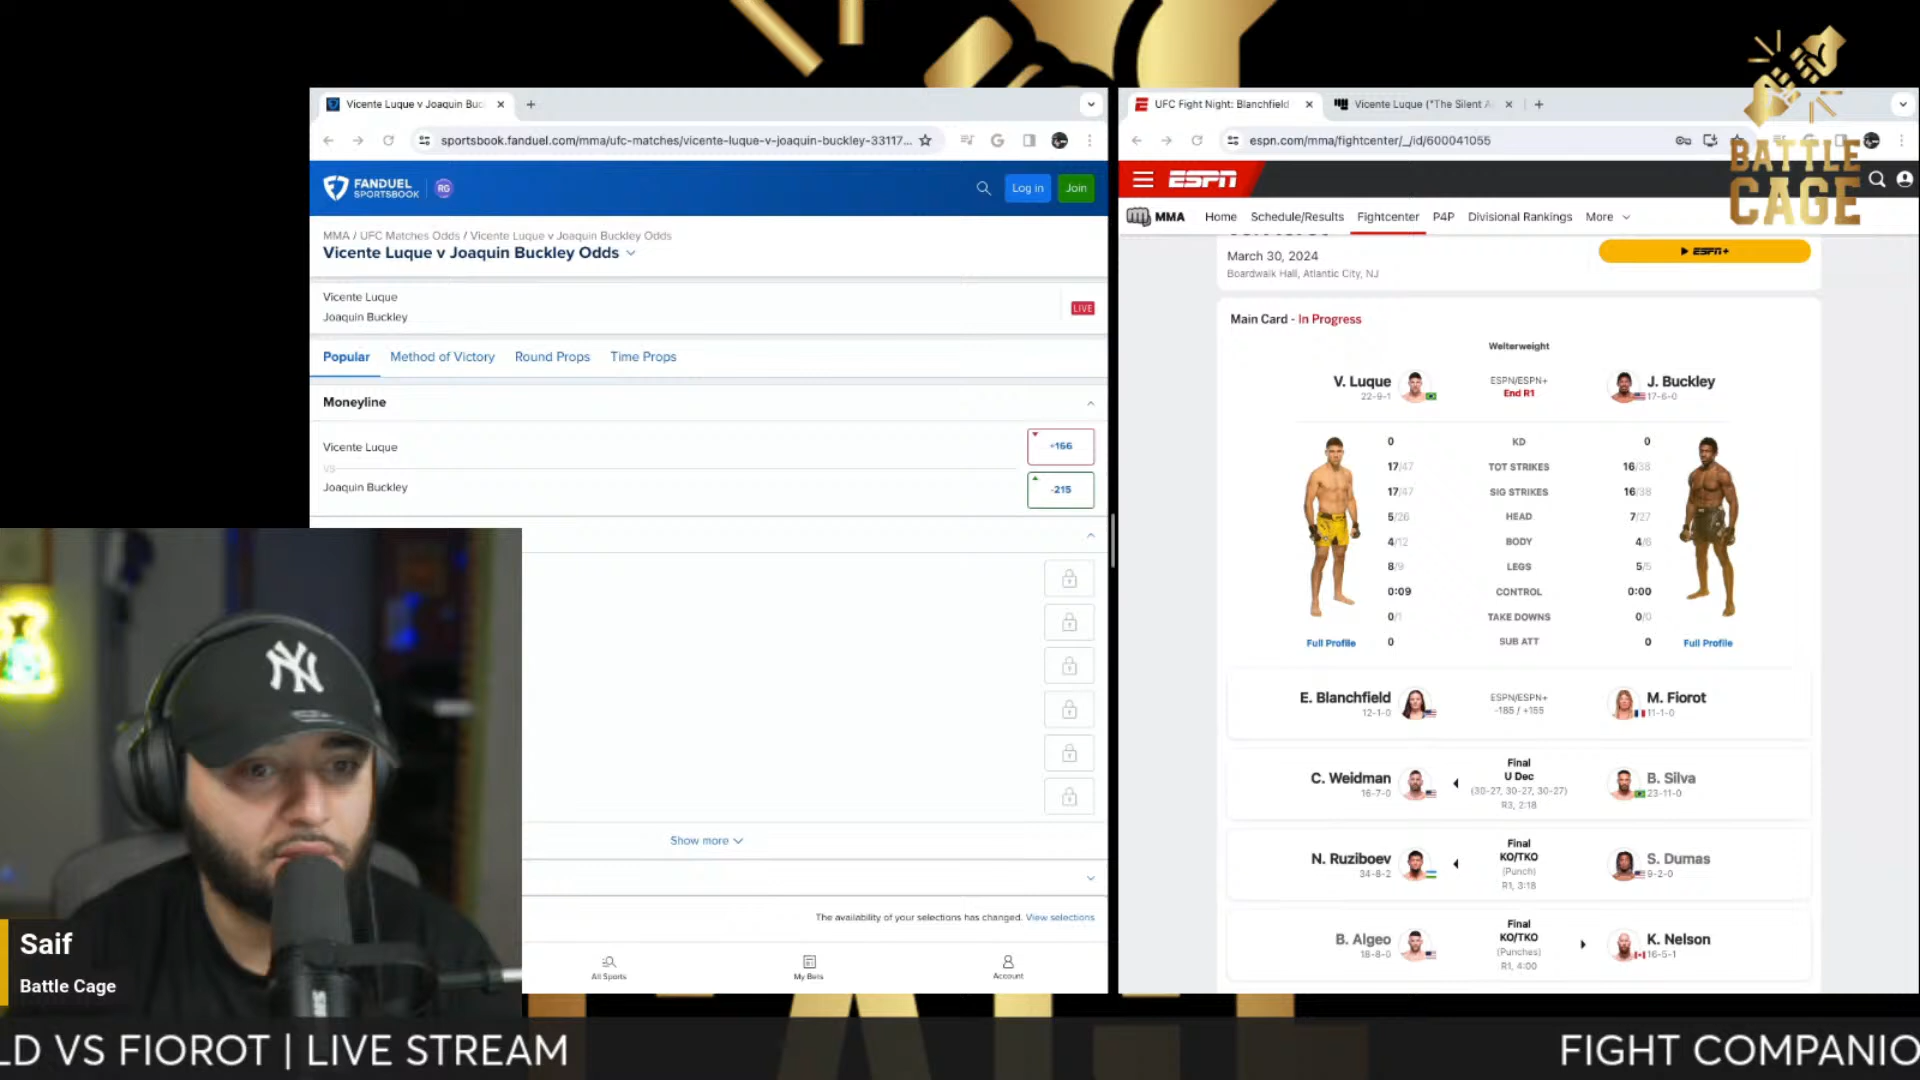 Vicente Luque v Joaquin Buc
sportsbook.fanduel.com/mma/ufc-matches/vicente-luque-v-joaquin-buckley-33117...
FANDUEL
SPORTSBOOK
RG
Log in
Join
MMA / UFC Matches Odds / Vicente Luque v Joaquin Buckley Odds
Vicente Luque v Joaquin Buckley Odds
Vicente Luque
Joaquin Buckley
LIVE
Popular
Method of Victory
Round Props
Time Props
Moneyline
Vicente Luque
+166
VS
Joaquin Buckley
-215
Show more
The availability of your selections has changed. View selections
All Sports
My Bets
Account
UFC Fight Night: Blanchfield
Vicente Luque ("The Silent A
espn.com/mma/fightcenter/_/id/600041055
BATTLE
CAGE
ESPN
MMA
Home
Schedule/Results
Fightcenter
P4P
Divisional Rankings
More
March 30, 2024
Boardwalk Hall, Atlantic City, NJ
ESPN+
Main Card - In Progress
Welterweight
V. Luque
22-9-1
ESPN/ESPN+
End R1
J. Buckley
17-6-0
0 KD 0
17/47 TOT STRIKES 16/38
17/47 SIG STRIKES 16/38
5/26 HEAD 7/27
4/12 BODY 4/6
8/9 LEGS 5/5
0:09 CONTROL 0:00
0/1 TAKE DOWNS 0/0
Full Profile 0 SUB ATT 0 Full Profile
E. Blanchfield
12-1-0
ESPN/ESPN+
-185 / +155
M. Fiorot
11-1-0
C. Weidman
16-7-0
Final
U Dec
(30-27, 30-27, 30-27)
R3, 2:18
B. Silva
23-11-0
N. Ruziboev
34-8-2
Final
KO/TKO
(Punch)
R1, 3:18
S. Dumas
9-2-0
B. Algeo
18-8-0
Final
KO/TKO
(Punches)
R1, 4:00
K. Nelson
16-5-1
NY
Saif
Battle Cage
LD VS FIOROT | LIVE STREAM
FIGHT COMPANIO